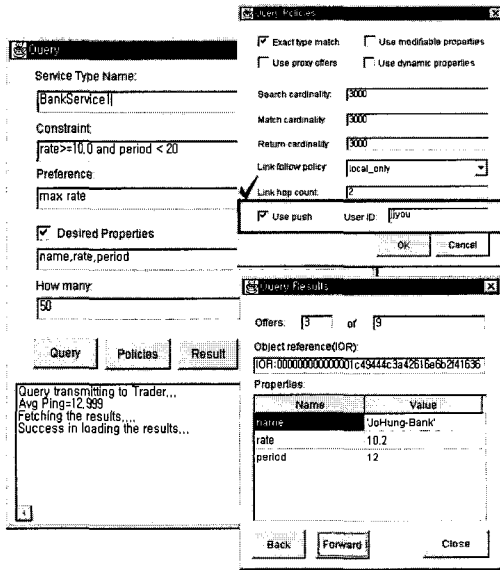 Query
Service Type Name:
BankService1
Constraint
rate>=10,0 and period < 20
Preference:
max rate
Desired Properties
name,rate,period
How many:
50
Query Policies Result
Query transmitting to Trader,,,
Avg Ping=12,999
Fetching the results,,,,
Success in loading the results,,,
Query Policies
Exact type match Use modifiable properties
Use proxy offers Use dynamic properties
Search cardinality: 3000
Match cardinality 3000
Return cardinality 3000
Link follow policy local_only
Link hop count: 2
Use push User ID: jjyou
OK Cancel
Query Results
Offers: 3 of 9
Object reference(IOR):
Properties:
Name Value
name 'JoHung-Bank'
rate 10,2
period 12
Back Forward Close